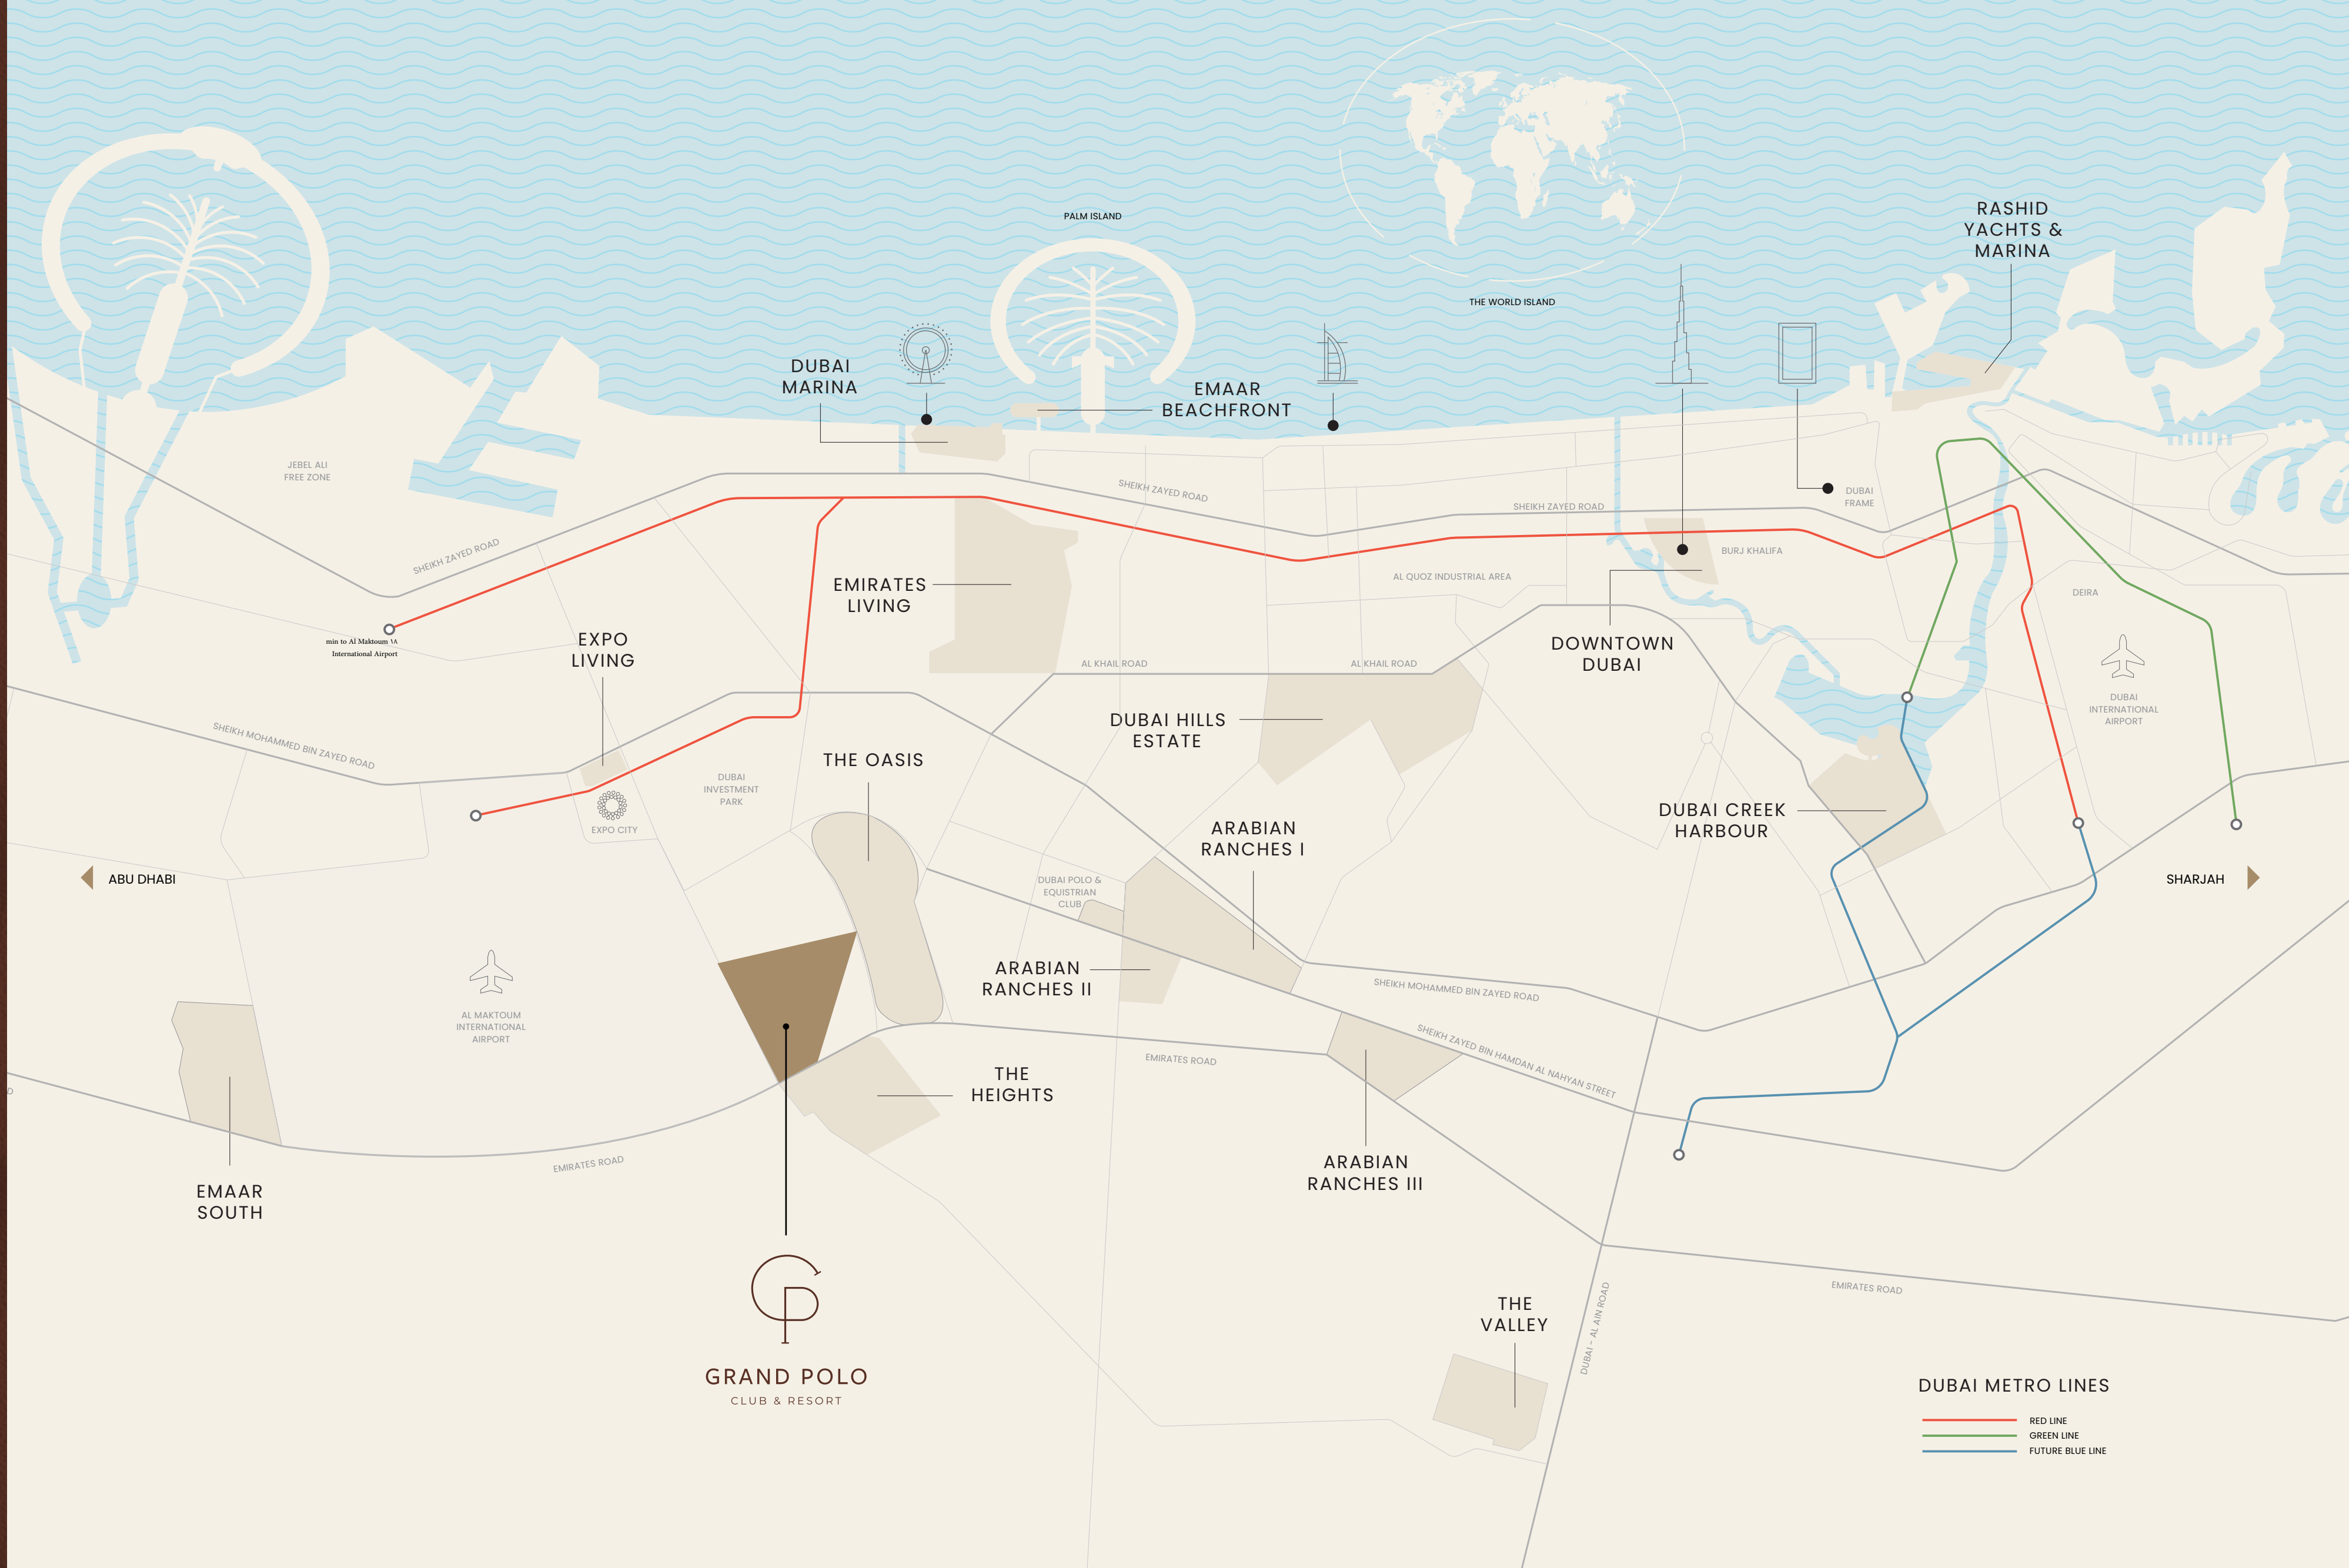 PALM ISLAND
THE WORLD ISLAND
RASHID
YACHTS &
MARINA
DUBAI
MARINA
EMAAR
BEACHFRONT
JEBEL ALI
FREE ZONE
SHEIKH ZAYED ROAD
SHEIKH ZAYED ROAD
SHEIKH ZAYED ROAD
DUBAI
FRAME
BURJ KHALIFA
AL QUOZ INDUSTRIAL AREA
EMIRATES
LIVING
DEIRA
min to Al Maktoum ١٨
International Airport
EXPO
LIVING
DOWNTOWN
DUBAI
AL KHAIL ROAD
AL KHAIL ROAD
DUBAI
INTERNATIONAL
AIRPORT
DUBAI HILLS
ESTATE
SHEIKH MOHAMMED BIN ZAYED ROAD
THE OASIS
DUBAI
INVESTMENT
PARK
EXPO CITY
DUBAI CREEK
HARBOUR
ARABIAN
RANCHES I
ABU DHABI
SHARJAH
DUBAI POLO &
EQUISTRIAN
CLUB
ARABIAN
RANCHES II
SHEIKH MOHAMMED BIN ZAYED ROAD
AL MAKTOUM
INTERNATIONAL
AIRPORT
SHEIKH ZAYED BIN HAMDAN AL NAHYAN STREET
EMIRATES ROAD
THE
HEIGHTS
D
EMIRATES ROAD
ARABIAN
RANCHES III
EMAAR
SOUTH
EMIRATES ROAD
THE
VALLEY
DUBAI - AL AIN ROAD
GP
GRAND POLO
CLUB & RESORT
DUBAI METRO LINES
RED LINE
GREEN LINE
FUTURE BLUE LINE